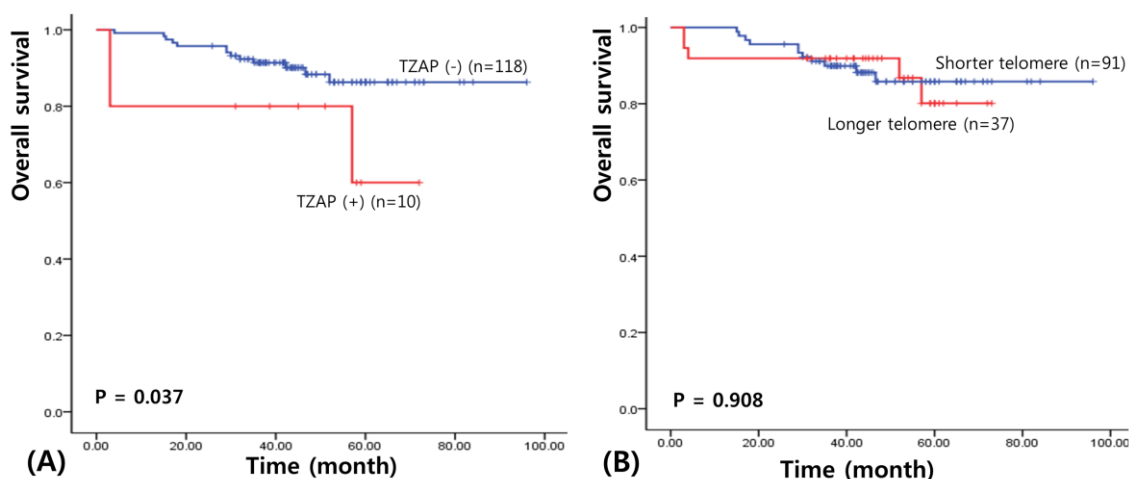 Overall survival
1.0
0.8
0.6
0.4
0.2
0.0
TZAP (-) (n=118)
TZAP (+) (n=10)
P = 0.037
0.00 20.00 40.00 60.00 80.00 100.00
(A) Time (month)
Overall survival
1.0
0.8
0.6
0.4
0.2
0.0
Shorter telomere (n=91)
Longer telomere (n=37)
P = 0.908
0.00 20.00 40.00 60.00 80.00 100.00
(B) Time (month)